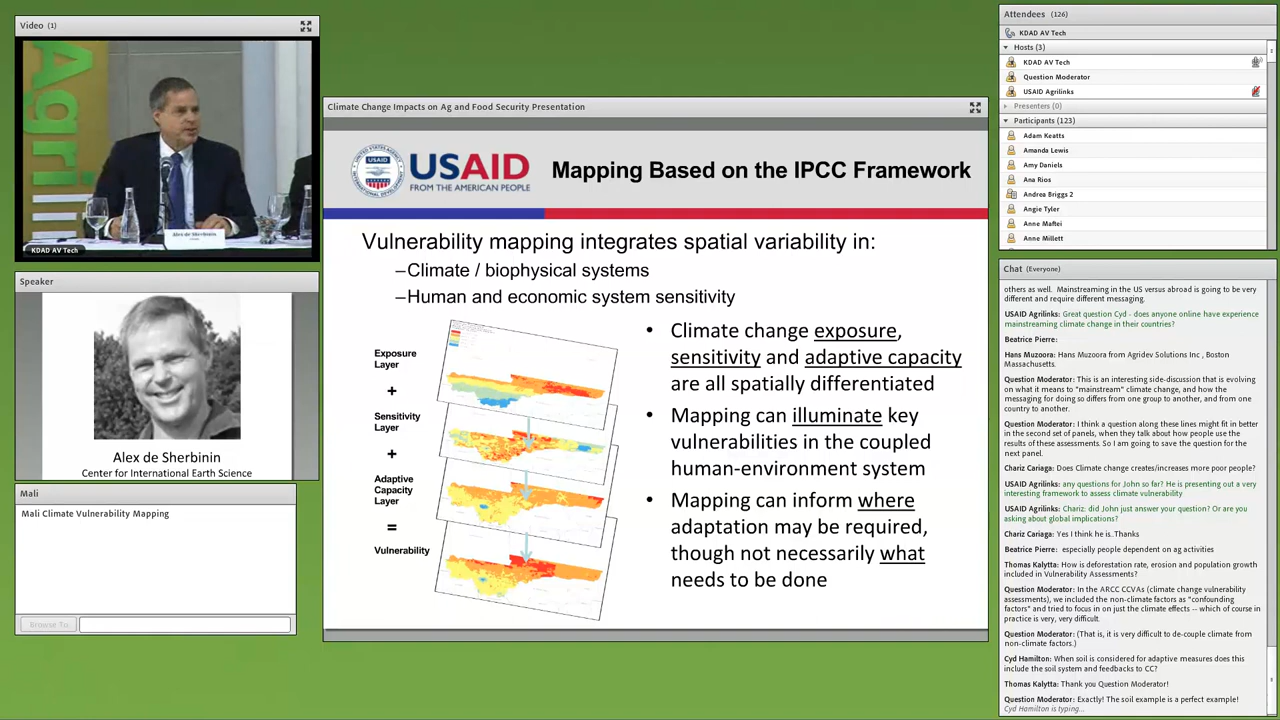 Video (1)
Agrilinks
Alex de Sherbinin
KDAD AV Tech
Speaker
Alex de Sherbinin
Center for International Earth Science
Mali
Mali Climate Vulnerability Mapping
Browse To
Climate Change Impacts on Ag and Food Security Presentation
USAID
USAID
FROM THE AMERICAN PEOPLE
Mapping Based on the IPCC Framework
Vulnerability mapping integrates spatial variability in:
–Climate / biophysical systems
–Human and economic system sensitivity
Exposure
Layer
+
Sensitivity
Layer
+
Adaptive
Capacity
Layer
=
Vulnerability
• Climate change exposure,
sensitivity and adaptive capacity
are all spatially differentiated
• Mapping can illuminate key
vulnerabilities in the coupled
human-environment system
• Mapping can inform where
adaptation may be required,
though not necessarily what
needs to be done
Attendees (126)
KDAD AV Tech
Hosts (3)
KDAD AV Tech
Question Moderator
USAID Agrilinks
Presenters (0)
Participants (123)
Adam Keatts
Amanda Lewis
Amy Daniels
Ana Rios
Andrea Briggs 2
Angie Tyler
Anne Maftei
Anne Millett
Chat (Everyone)
others as well. Mainstreaming in the US versus abroad is going to be very
different and require different messaging.
USAID Agrilinks: Great question Cyd - does anyone online have experience
mainstreaming climate change in their countries?
Beatrice Pierre:
Hans Muzoora: Hans Muzoora from Agridev Solutions Inc , Boston
Massachusetts.
Question Moderator: This is an interesting side-discussion that is evolving
on what it means to "mainstream" climate change, and how the
messaging for doing so differs from one group to another, and from one
country to another.
Question Moderator: I think a question along these lines might fit in better
in the second set of panels, when they talk about how people use the
results of these assessments. So I am going to save the question for the
next panel.
Chariz Cariaga: Does Climate change creates/increases more poor people?
USAID Agrilinks: any questions for John so far? He is presenting out a very
interesting framework to assess climate vulnerability
USAID Agrilinks: Chariz: did John just answer your question? Or are you
asking about global implications?
Chariz Cariaga: Yes I think he is..Thanks
Beatrice Pierre: especially people dependent on ag activities
Thomas Kalytta: How is deforestation rate, erosion and population growth
included in Vulnerability Assessments?
Question Moderator: In the ARCC CCVAs (climate change vulnerability
assessments), we included the non-climate factors as "confounding
factors" and tried to focus in on just the climate effects -- which of course in
practice is very, very difficult.
Question Moderator: (That is, it is very difficult to de-couple climate from
non-climate factors.)
Cyd Hamilton: When soil is considered for adaptive measures does this
include the soil system and feedbacks to CC?
Thomas Kalytta: Thank you Question Moderator!
Question Moderator: Exactly! The soil example is a perfect example!
Cyd Hamilton is typing...